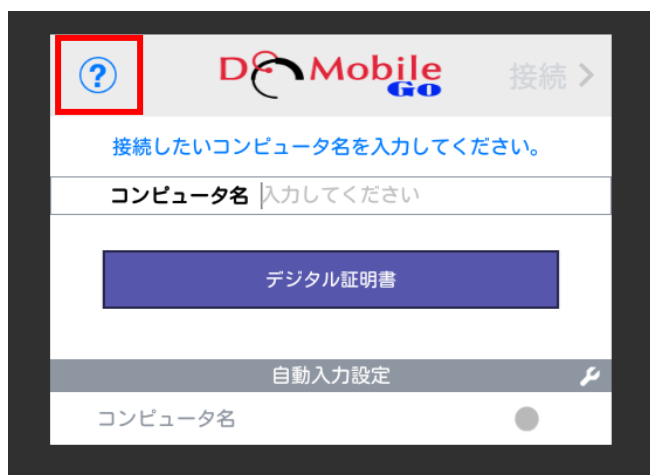 ? DoMobile 接続 >
GO
接続したいコンピュータ名を入力してください。
コンピュータ名 入力してください
デジタル証明書
自動入力設定
コンピュータ名